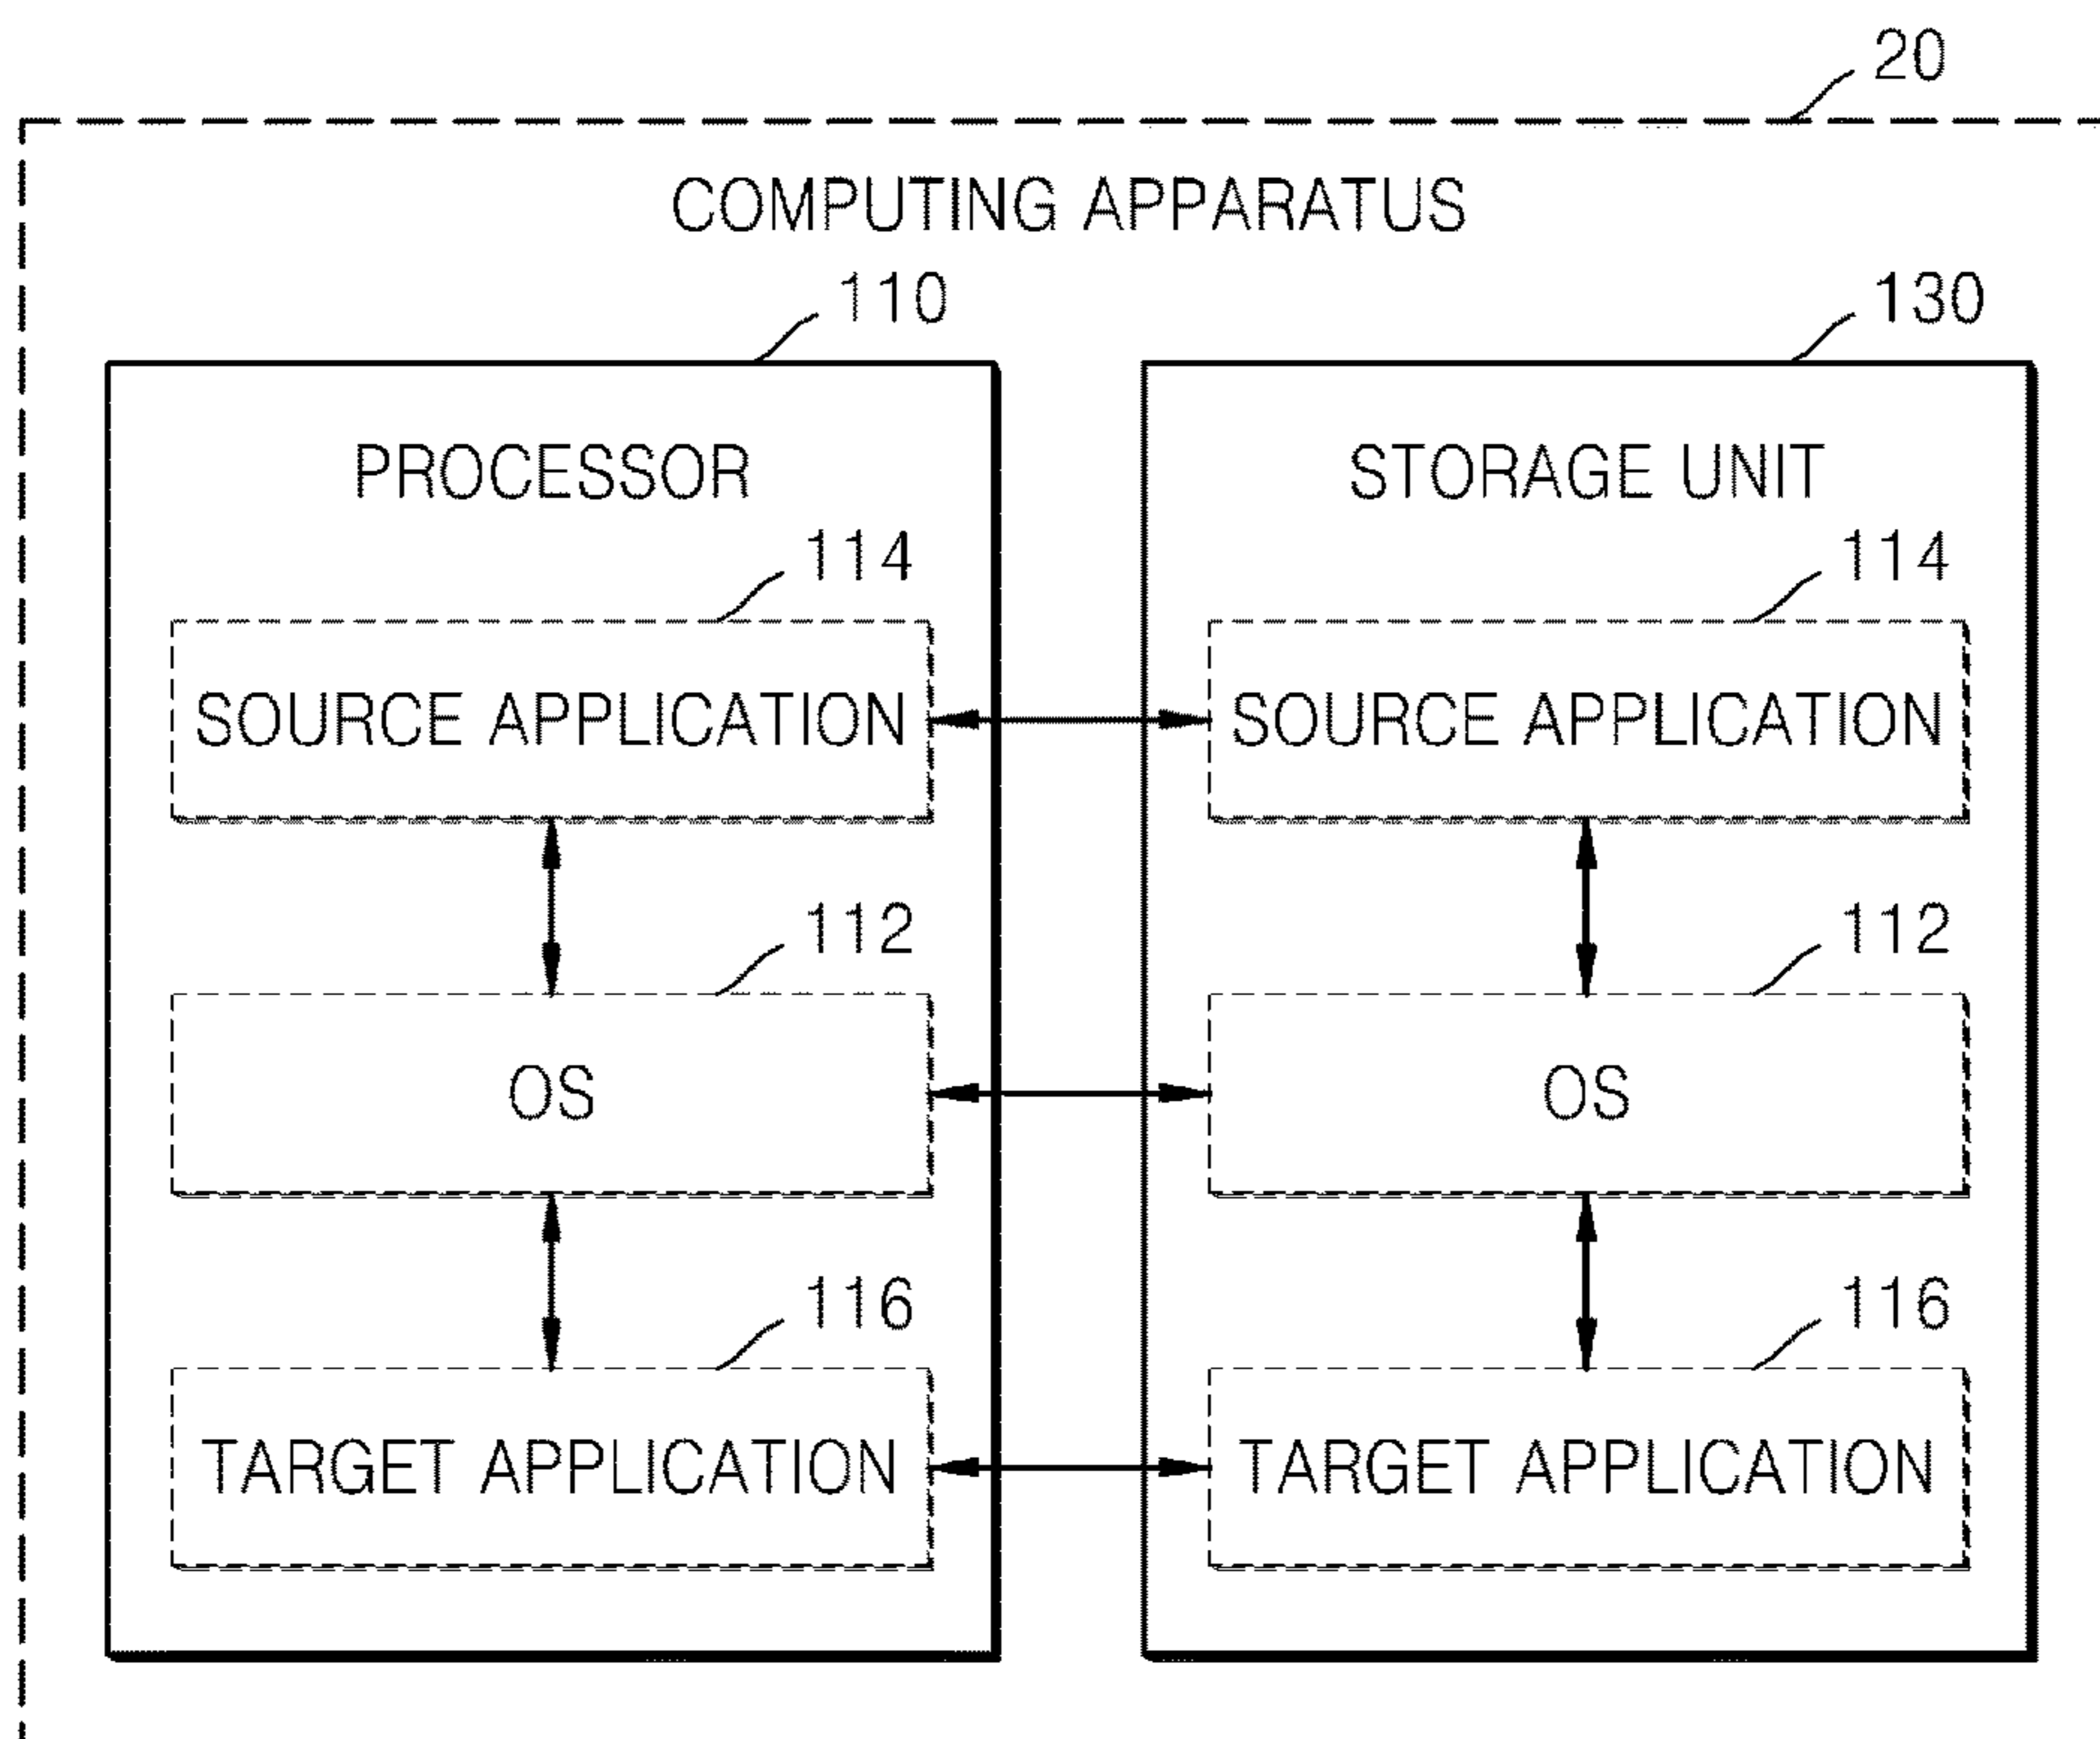 20
COMPUTING APPARATUS
110
130
PROCESSOR
STORAGE UNIT
114
114
SOURCE APPLICATION
SOURCE APPLICATION
112
112
OS
OS
116
116
TARGET APPLICATION
TARGET APPLICATION